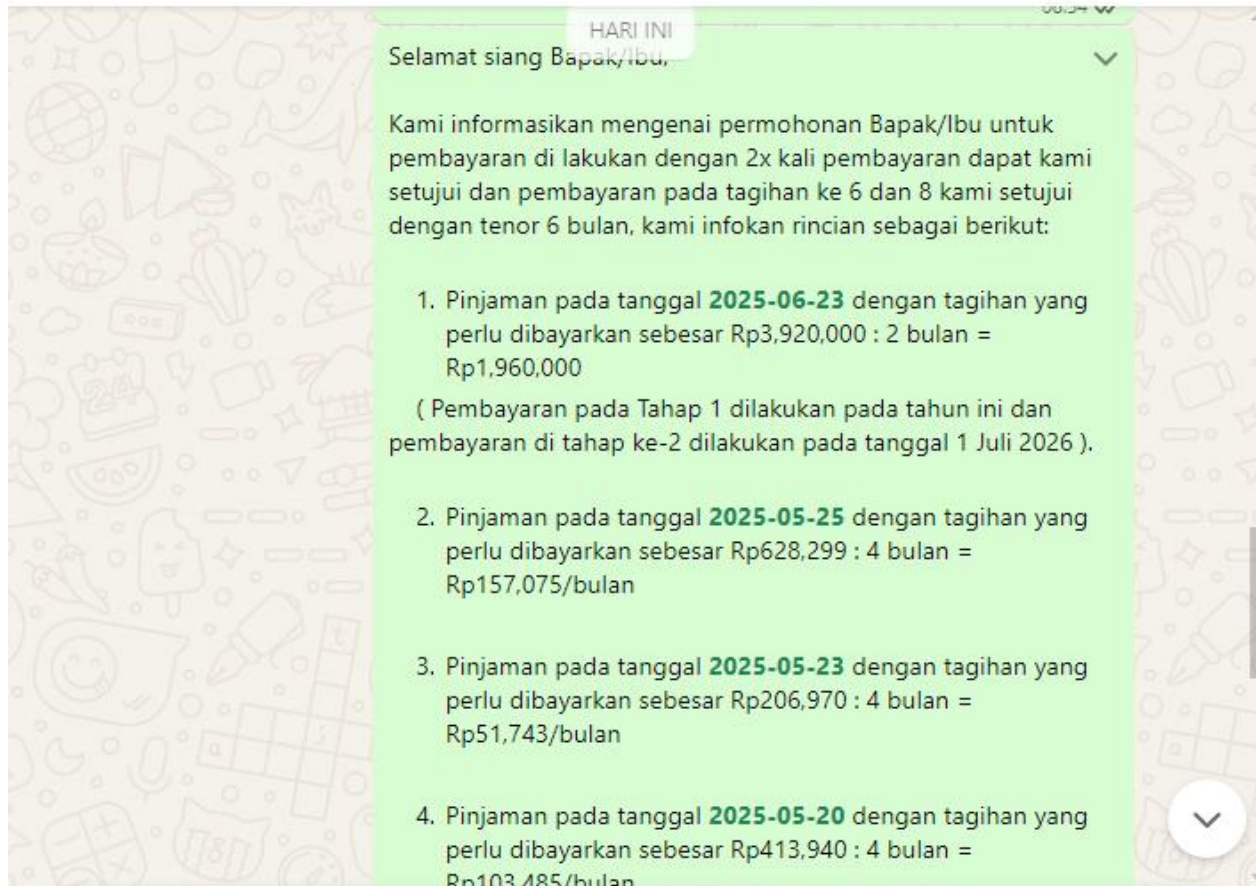 06.54
HARI INI
Selamat siang Bapak/Ibu,
Kami informasikan mengenai permohonan Bapak/Ibu untuk
pembayaran di lakukan dengan 2x kali pembayaran dapat kami
setujui dan pembayaran pada tagihan ke 6 dan 8 kami setujui
dengan tenor 6 bulan, kami infokan rincian sebagai berikut:
1. Pinjaman pada tanggal 2025-06-23 dengan tagihan yang
perlu dibayarkan sebesar Rp3,920,000 : 2 bulan =
Rp1,960,000
( Pembayaran pada Tahap 1 dilakukan pada tahun ini dan
pembayaran di tahap ke-2 dilakukan pada tanggal 1 Juli 2026 ).
2. Pinjaman pada tanggal 2025-05-25 dengan tagihan yang
perlu dibayarkan sebesar Rp628,299 : 4 bulan =
Rp157,075/bulan
3. Pinjaman pada tanggal 2025-05-23 dengan tagihan yang
perlu dibayarkan sebesar Rp206,970 : 4 bulan =
Rp51,743/bulan
4. Pinjaman pada tanggal 2025-05-20 dengan tagihan yang
perlu dibayarkan sebesar Rp413,940 : 4 bulan =
Rp103,485/bulan